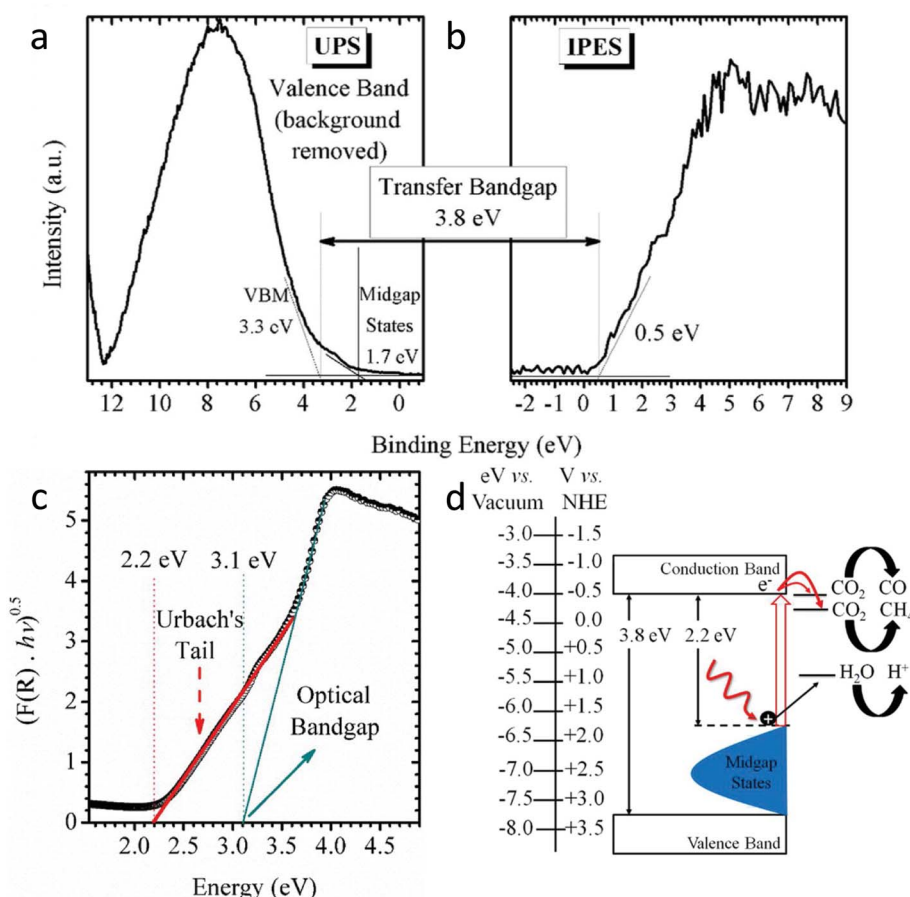 a
UPS
Valence Band
(background
removed)
b
IPES
Transfer Bandgap
3.8 eV
VBM
3.3 eV
Midgap
States
1.7 eV
0.5 eV
Intensity (a.u.)
12 10 8 6 4 2 0
-2 -1 0 1 2 3 4 5 6 7 8 9
Binding Energy (eV)
c
5
4
3
2
1
0
(F(R) . hν)^0.5
2.2 eV
3.1 eV
Urbach's
Tail
Optical
Bandgap
2.0 2.5 3.0 3.5 4.0 4.5
Energy (eV)
d
eV vs. V vs.
Vacuum NHE
-3.0 -1.5
-3.5 -1.0
-4.0 -0.5
-4.5 0.0
-5.0 +0.5
-5.5 +1.0
-6.0 +1.5
-6.5 +2.0
-7.0 +2.5
-7.5 +3.0
-8.0 +3.5
Conduction Band
e-
CO2 CO
CO2 CH4
3.8 eV
2.2 eV
H2O H+
+
Midgap
States
Valence Band